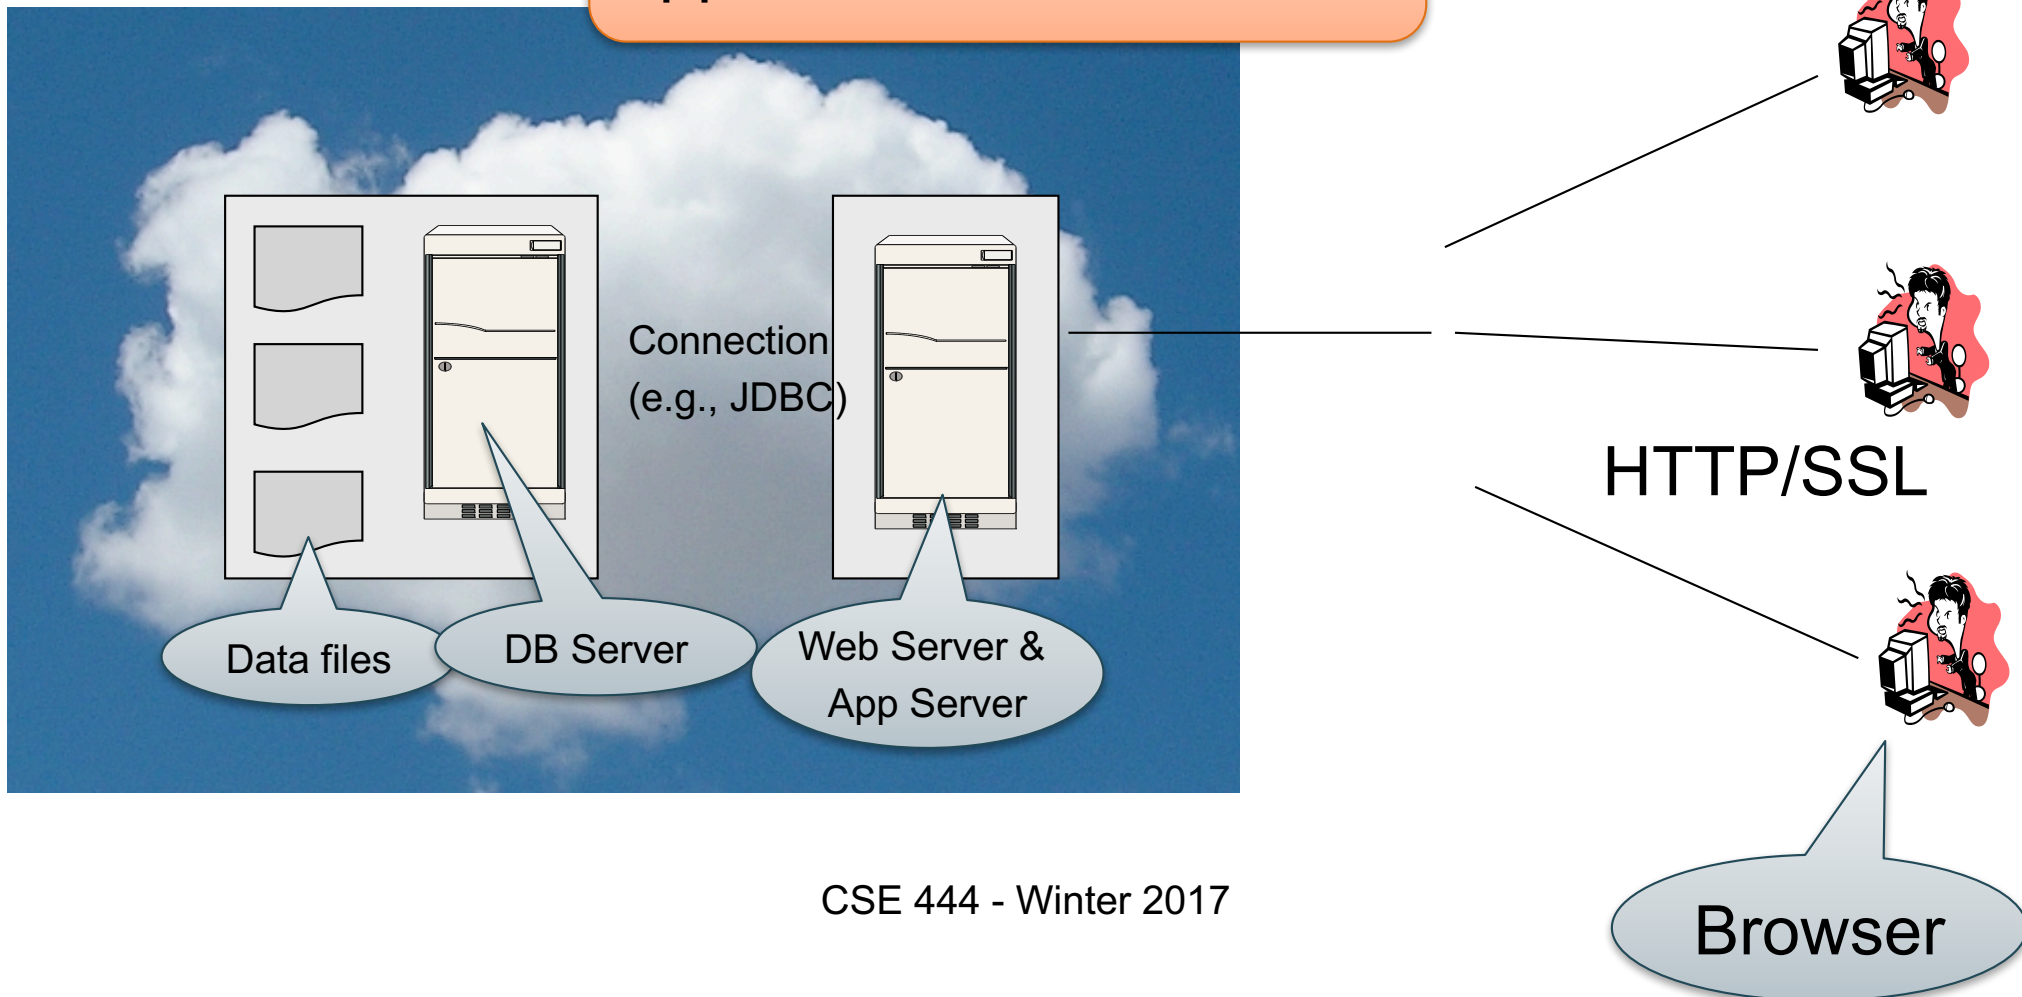 Connection
(e.g., JDBC)
HTTP/SSL
Data files
DB Server
Web Server &
App Server
CSE 444 - Winter 2017
Browser